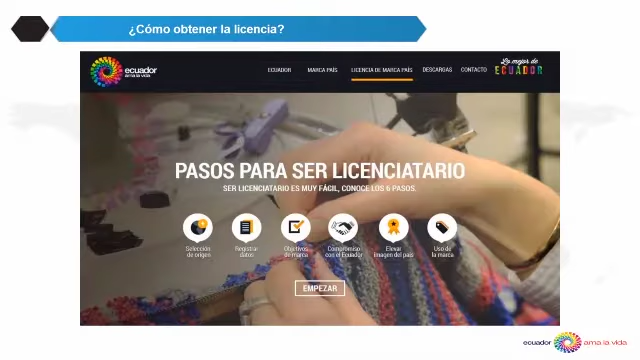 ¿Cómo obtener la licencia?
ecuador
ama la vida
ECUADOR
MARCA PAÍS
LICENCIA DE MARCA PAÍS
DESCARGAS
CONTACTO
Lo mejor de
ECUADOR
PASOS PARA SER LICENCIATARIO
SER LICENCIATARIO ES MUY FÁCIL, CONOCE LOS 6 PASOS.
Selección
de origen
Registrar
datos
Objetivos
de marca
Compromiso
con el Ecuador
Elevar
Imagen del país
Uso de
la marca
EMPEZAR
ecuador ama la vida